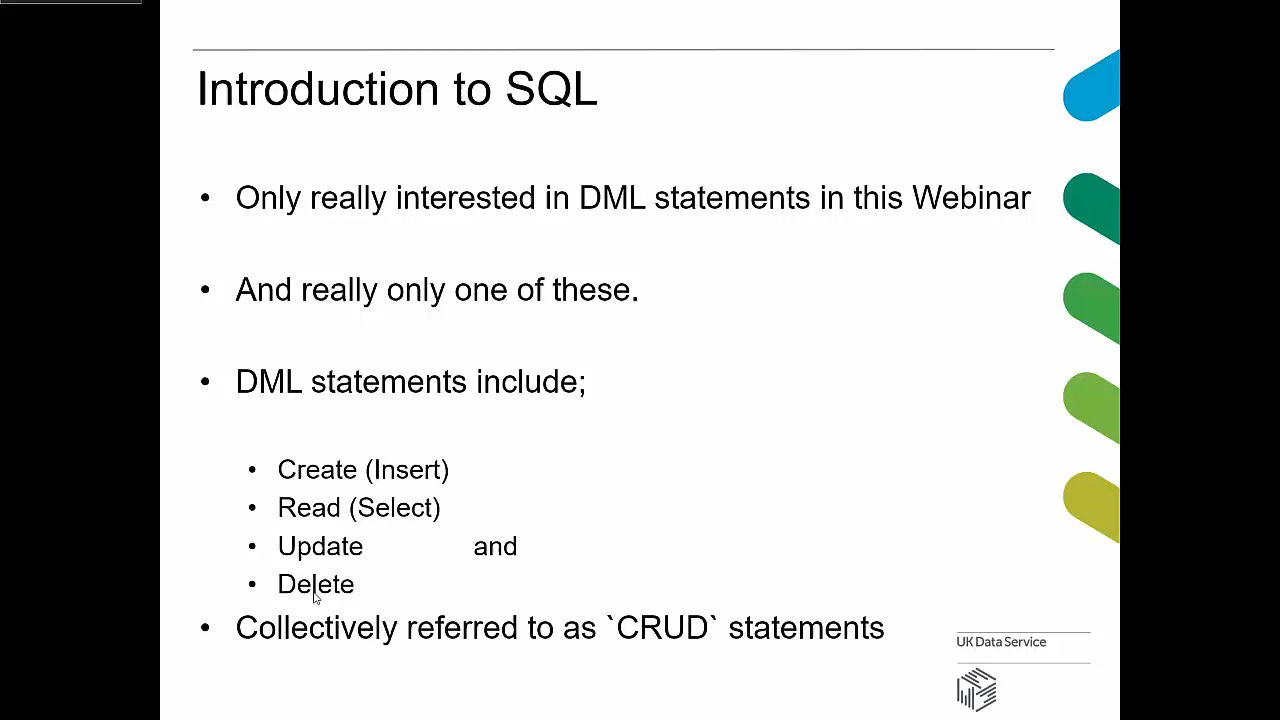 Introduction to SQL
• Only really interested in DML statements in this Webinar
• And really only one of these.
• DML statements include;
• Create (Insert)
• Read (Select)
• Update and
• Delete
• Collectively referred to as `CRUD` statements
UK Data Service